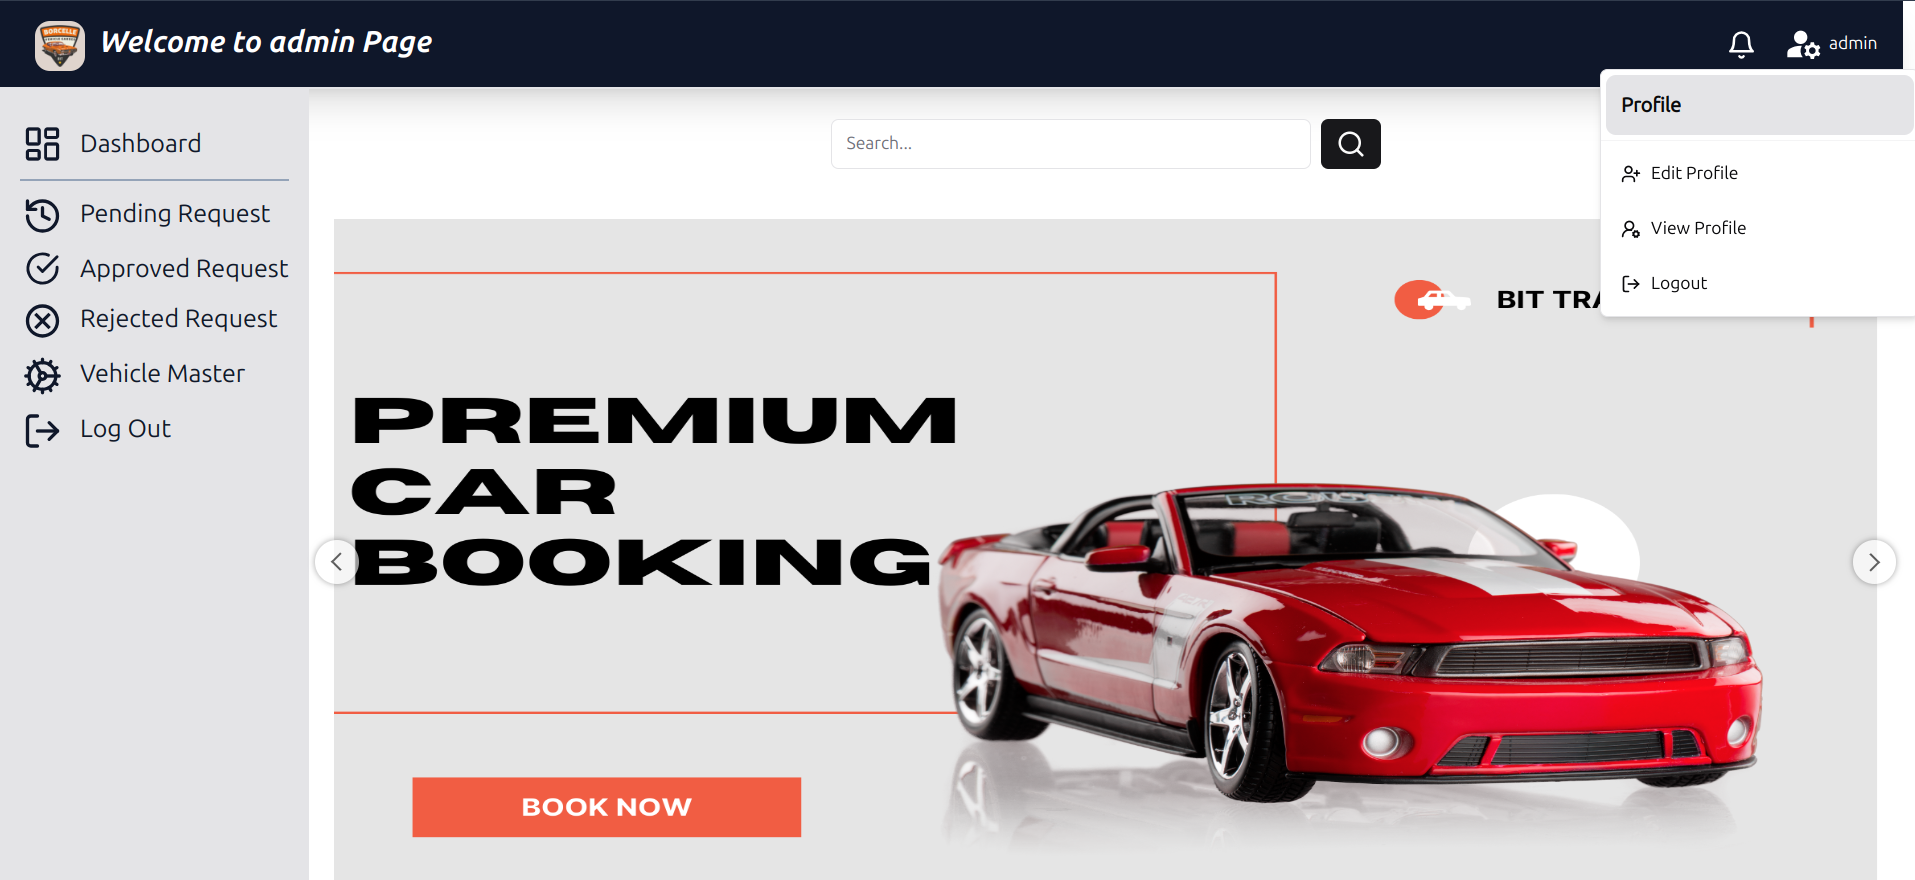 BORCELLE
Welcome to admin Page
admin
Profile
Edit Profile
View Profile
Logout
Dashboard
Pending Request
Approved Request
Rejected Request
Vehicle Master
Log Out
Search...
BIT TRA
PREMIUM
CAR
BOOKING
BOOK NOW